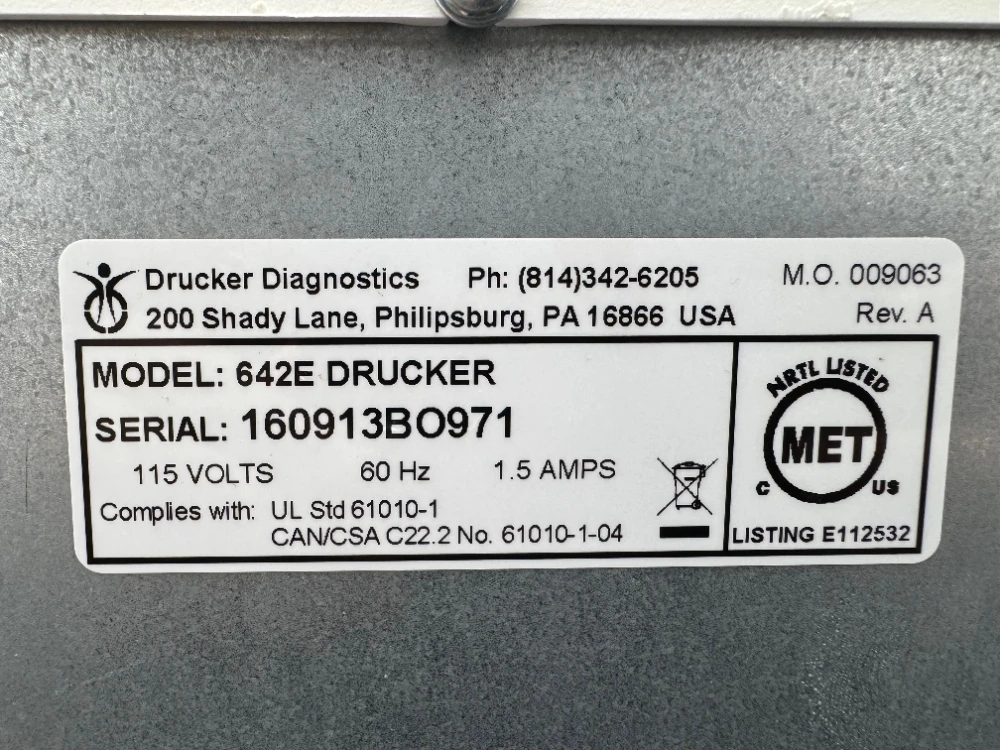 Drucker Diagnostics Ph: (814)342-6205 M.O. 009063
200 Shady Lane, Philipsburg, PA 16866 USA Rev. A
MODEL: 642E DRUCKER
SERIAL: 160913BO971
115 VOLTS 60 Hz 1.5 AMPS
Complies with: UL Std 61010-1
CAN/CSA C22.2 No. 61010-1-04
NRTL LISTED
MET
C US
LISTING E112532